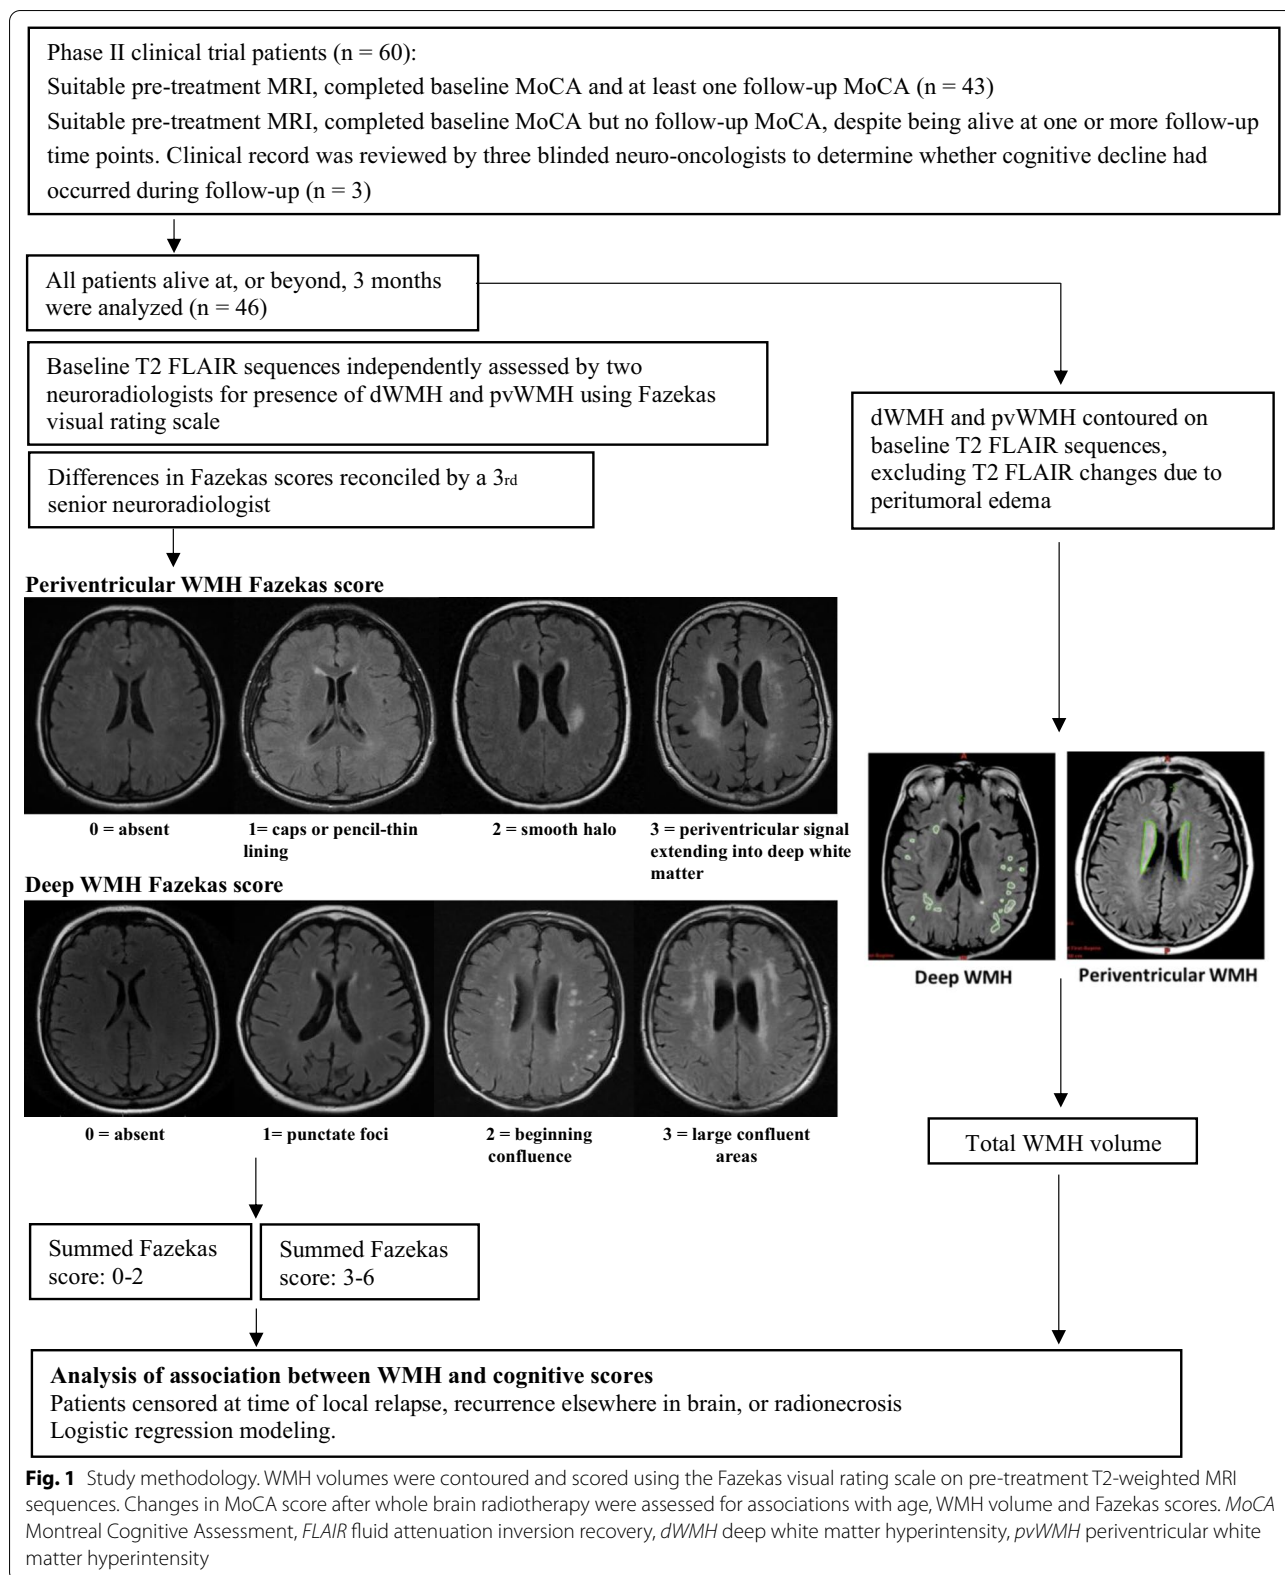 Phase II clinical trial patients (n = 60):
Suitable pre-treatment MRI, completed baseline MoCA and at least one follow-up MoCA (n = 43)
Suitable pre-treatment MRI, completed baseline MoCA but no follow-up MoCA, despite being alive at one or more follow-up
time points. Clinical record was reviewed by three blinded neuro-oncologists to determine whether cognitive decline had
occurred during follow-up (n = 3)
All patients alive at, or beyond, 3 months
were analyzed (n = 46)
Baseline T2 FLAIR sequences independently assessed by two
neuroradiologists for presence of dWMH and pvWMH using Fazekas
visual rating scale
Differences in Fazekas scores reconciled by a 3rd
senior neuroradiologist
dWMH and pvWMH contoured on
baseline T2 FLAIR sequences,
excluding T2 FLAIR changes due to
peritumoral edema
Periventricular WMH Fazekas score
0 = absent
1= caps or pencil-thin
lining
2 = smooth halo
3 = periventricular signal
extending into deep white
matter
Deep WMH Fazekas score
0 = absent
1= punctate foci
2 = beginning
confluence
3 = large confluent
areas
A
A
P
Deep WMH
Periventricular WMH
Total WMH volume
Summed Fazekas
score: 0-2
Summed Fazekas
score: 3-6
Analysis of association between WMH and cognitive scores
Patients censored at time of local relapse, recurrence elsewhere in brain, or radionecrosis
Logistic regression modeling.
Fig. 1 Study methodology. WMH volumes were contoured and scored using the Fazekas visual rating scale on pre-treatment T2-weighted MRI
sequences. Changes in MoCA score after whole brain radiotherapy were assessed for associations with age, WMH volume and Fazekas scores. MoCA
Montreal Cognitive Assessment, FLAIR fluid attenuation inversion recovery, dWMH deep white matter hyperintensity, pvWMH periventricular white
matter hyperintensity